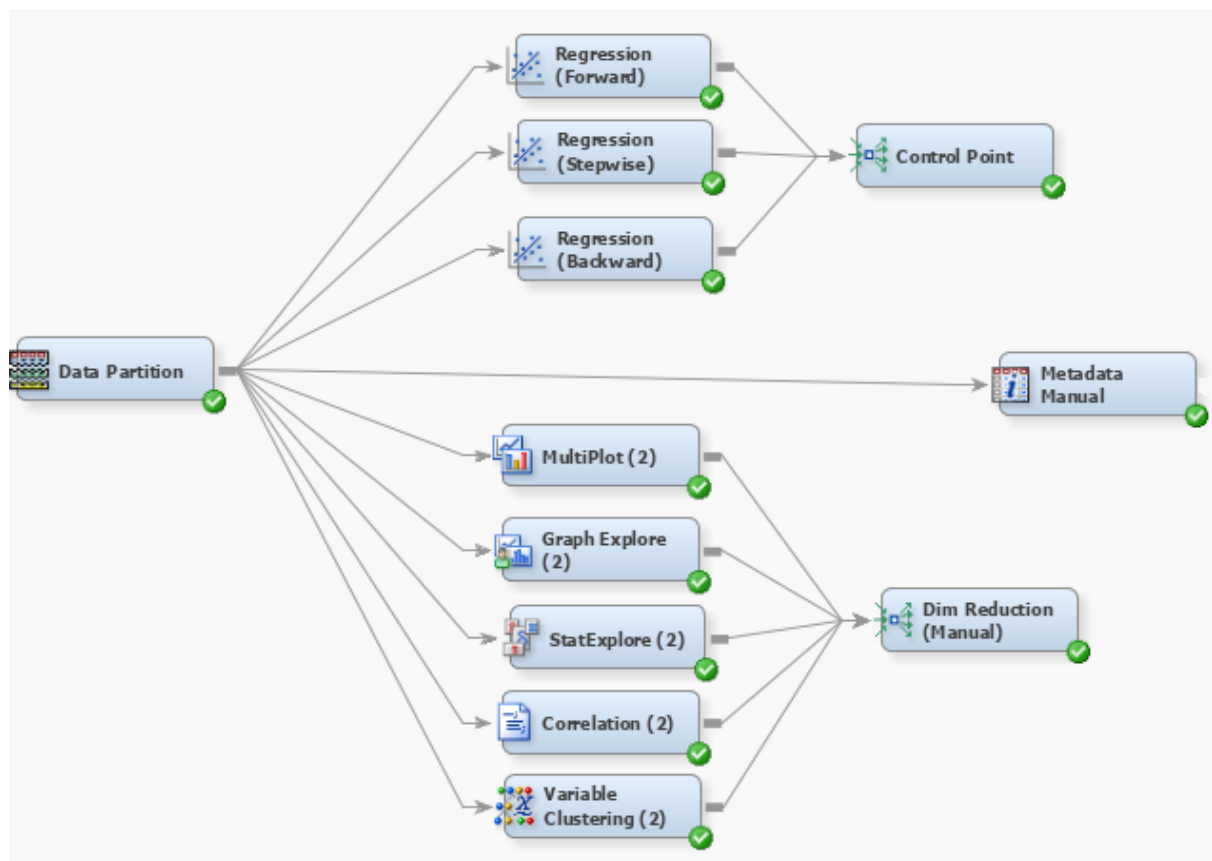 Regression
(Forward)
Regression
(Stepwise)
Control Point
Regression
(Backward)
Data Partition
Metadata
Manual
MultiPlot (2)
Graph Explore
(2)
StatExplore (2)
Dim Reduction
(Manual)
Correlation (2)
Variable
Clustering (2)